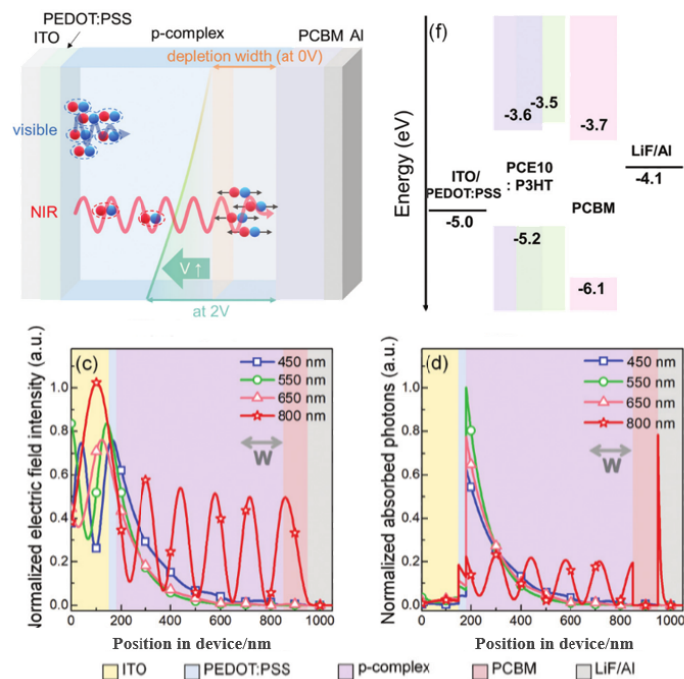 PEDOT:PSS
ITO
p-complex
PCBM Al
depletion width (at 0V)
visible
NIR
V ↑
at 2V
(f)
Energy (eV)
-3.6
-3.5
-3.7
LiF/Al
-4.1
ITO/
PEDOT:PSS
-5.0
PCE10
: P3HT
PCBM
-5.2
-6.1
(c)
Normalized electric field intensity (a.u.)
1.0
0.8
0.6
0.4
0.2
0.0
450 nm
550 nm
650 nm
800 nm
W
0 200 400 600 800 1000
Position in device/nm
(d)
Normalized absorbed photons (a.u.)
1.0
0.8
0.6
0.4
0.2
0.0
450 nm
550 nm
650 nm
800 nm
W
0 200 400 600 800 1000
Position in device/nm
ITO PEDOT:PSS p-complex PCBM LiF/Al